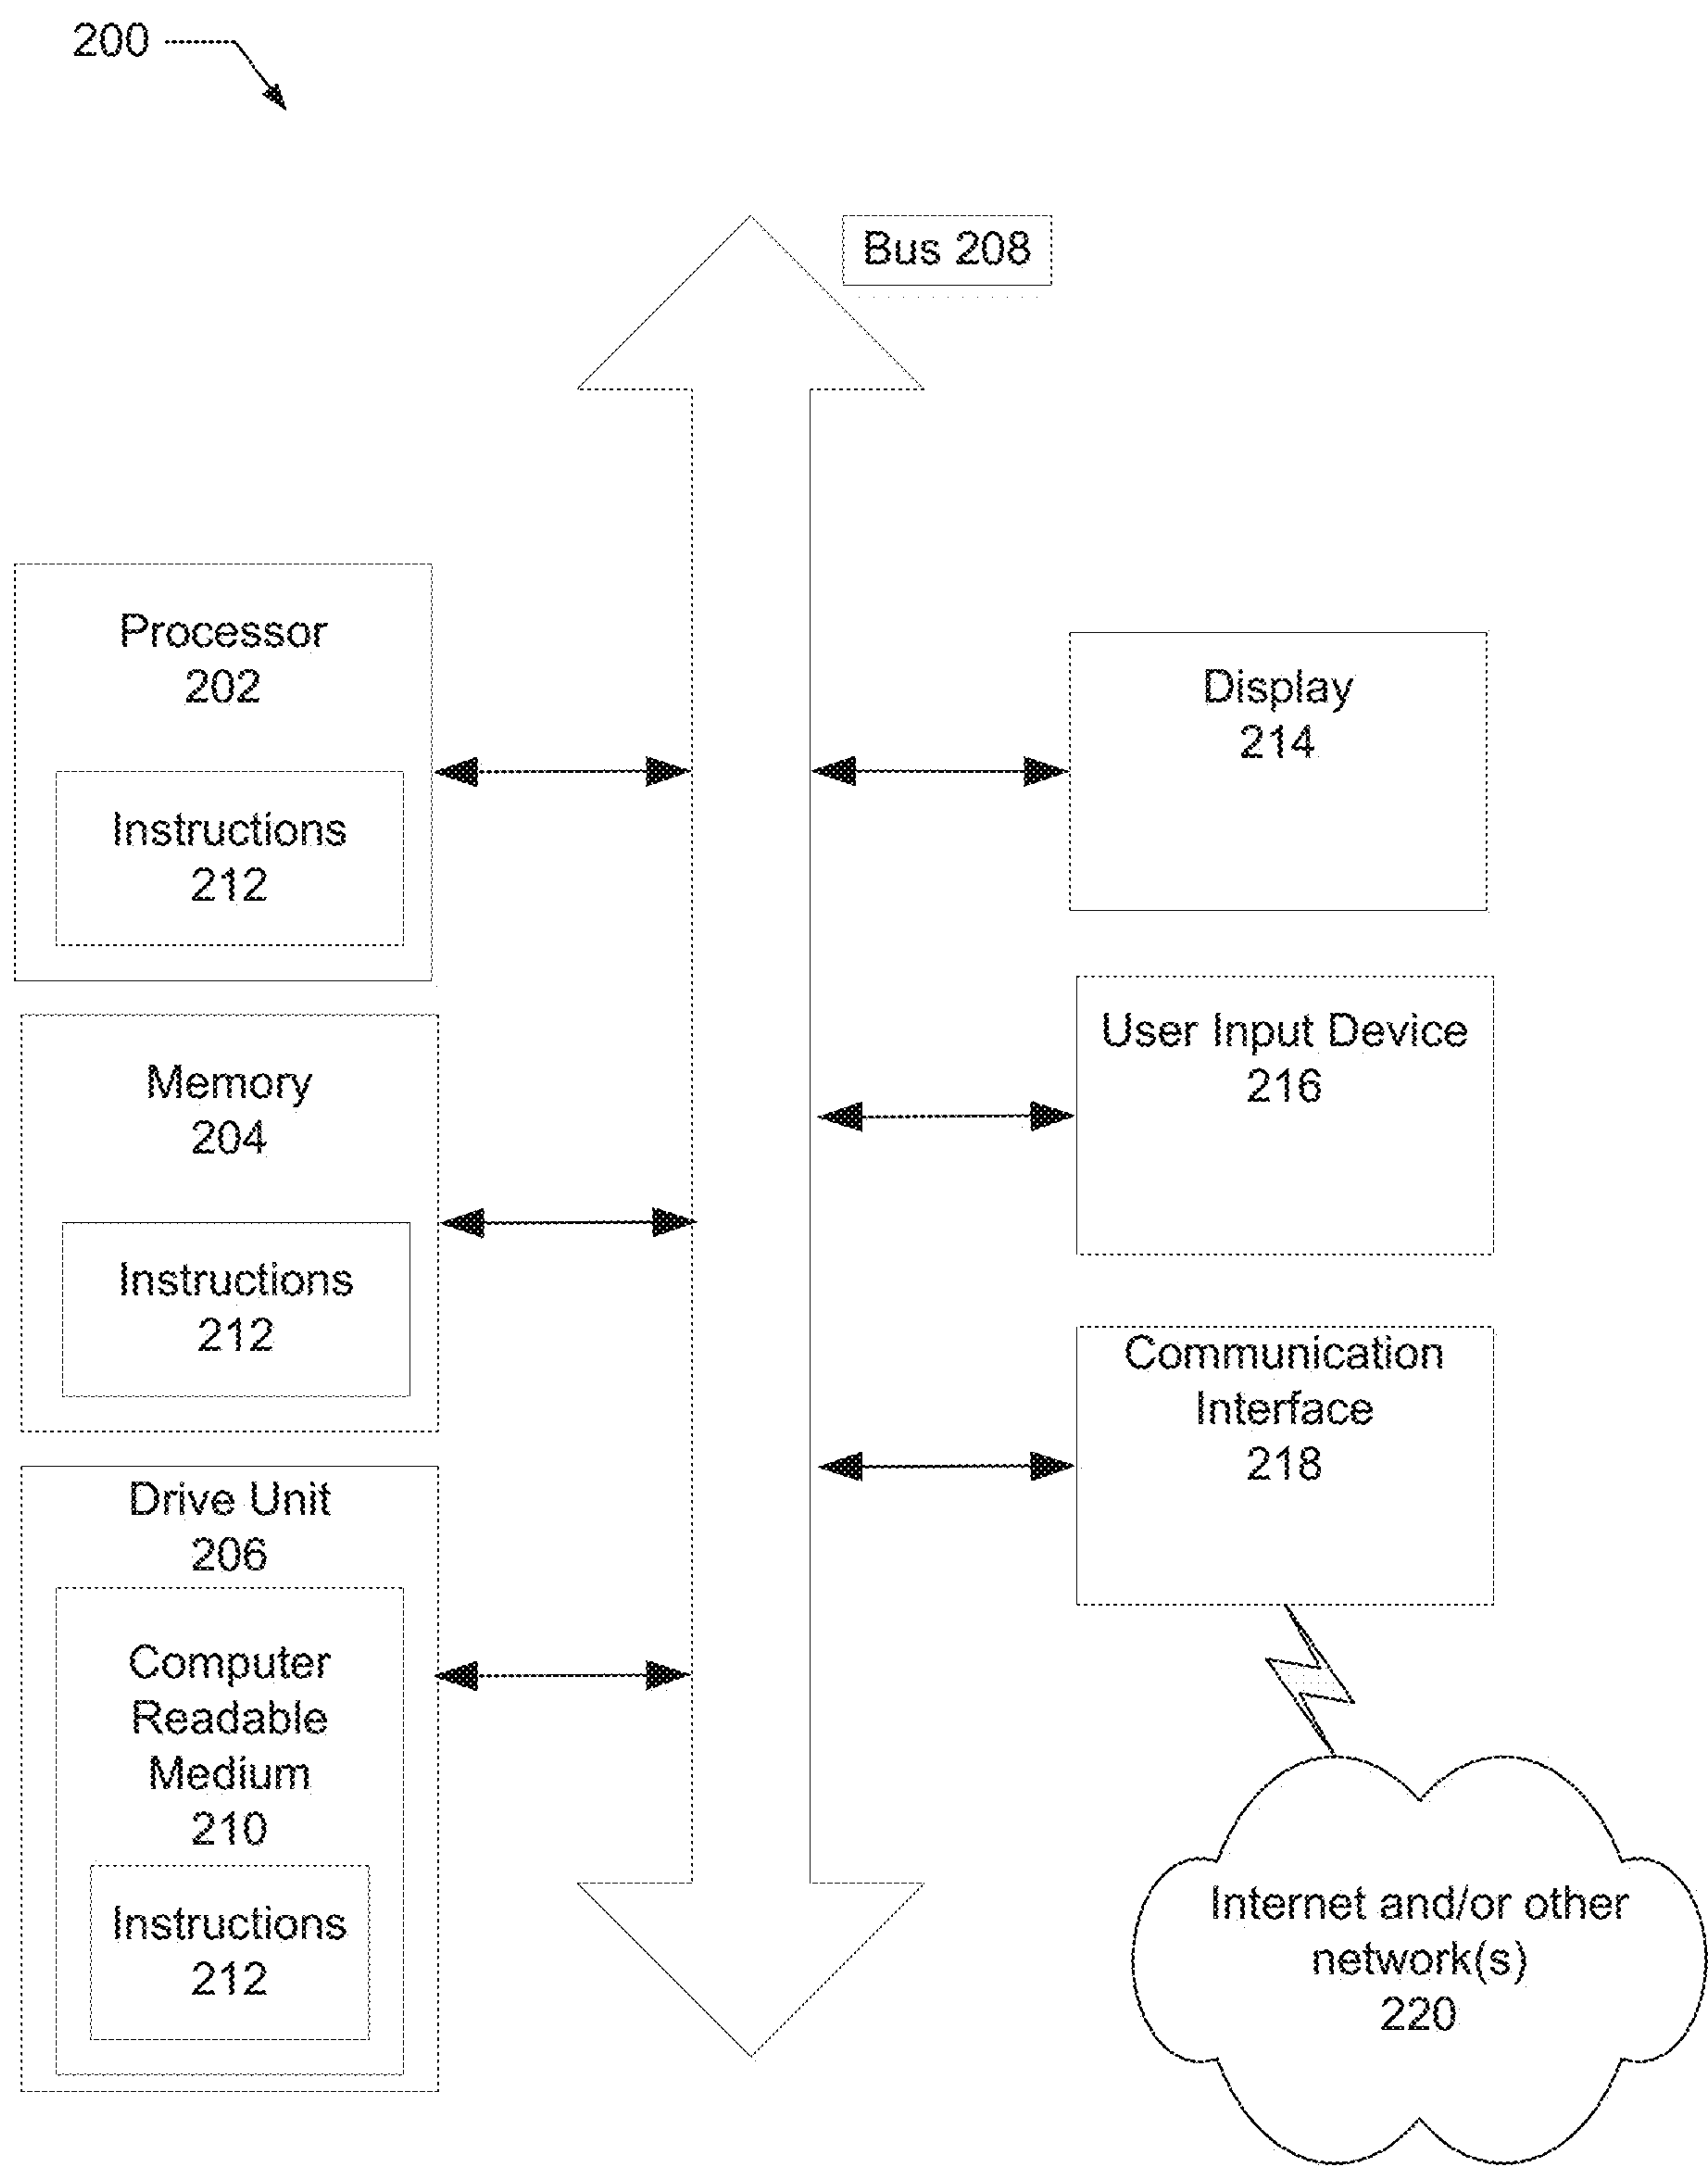 200
Bus 208
Processor
202
Instructions
212
Memory
204
Instructions
212
Drive Unit
206
Computer
Readable
Medium
210
Instructions
212
Display
214
User Input Device
216
Communication
Interface
218
Internet and/or other
network(s)
220